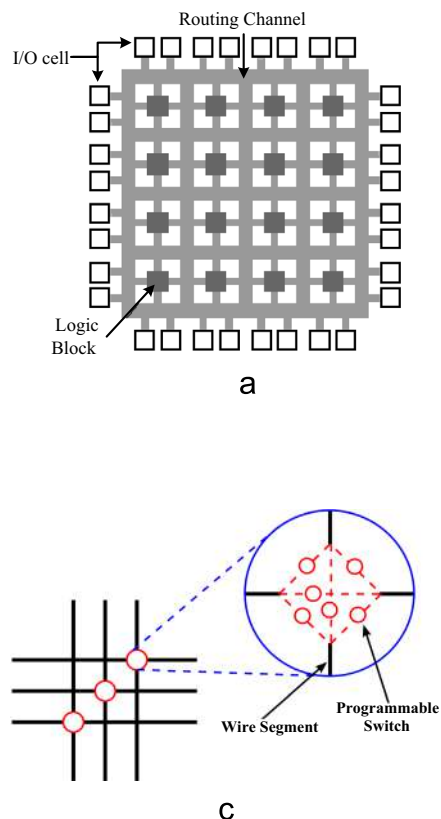 Routing Channel
I/O cell
Logic
Block
a
Wire Segment
Programmable
Switch
c